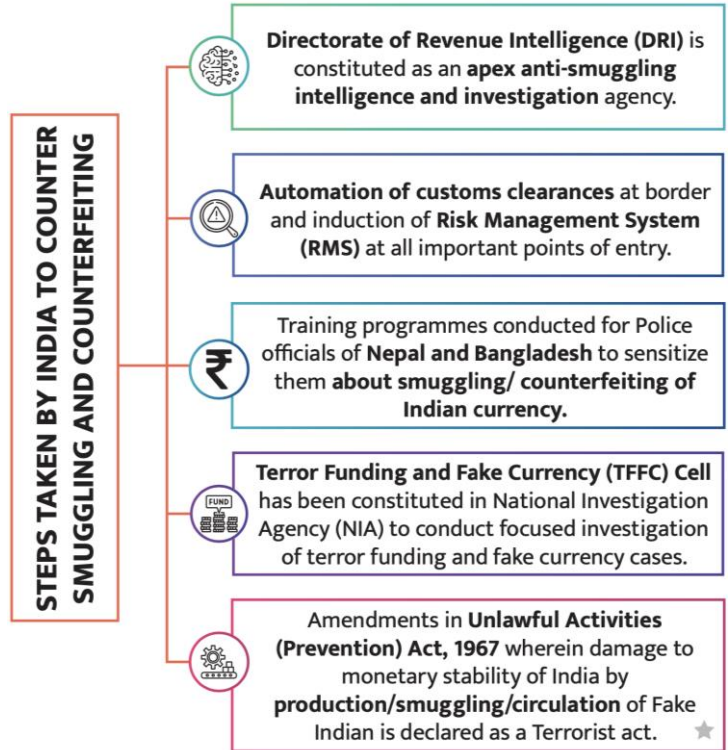 STEPS TAKEN BY INDIA TO COUNTER
SMUGGLING AND COUNTERFEITING
Directorate of Revenue Intelligence (DRI) is
constituted as an apex anti-smuggling
intelligence and investigation agency.
Automation of customs clearances at border
and induction of Risk Management System
(RMS) at all important points of entry.
₹
Training programmes conducted for Police
officials of Nepal and Bangladesh to sensitize
them about smuggling/ counterfeiting of
Indian currency.
FUND
Terror Funding and Fake Currency (TFFC) Cell
has been constituted in National Investigation
Agency (NIA) to conduct focused investigation
of terror funding and fake currency cases.
Amendments in Unlawful Activities
(Prevention) Act, 1967 wherein damage to
monetary stability of India by
production/smuggling/circulation of Fake
Indian is declared as a Terrorist act.